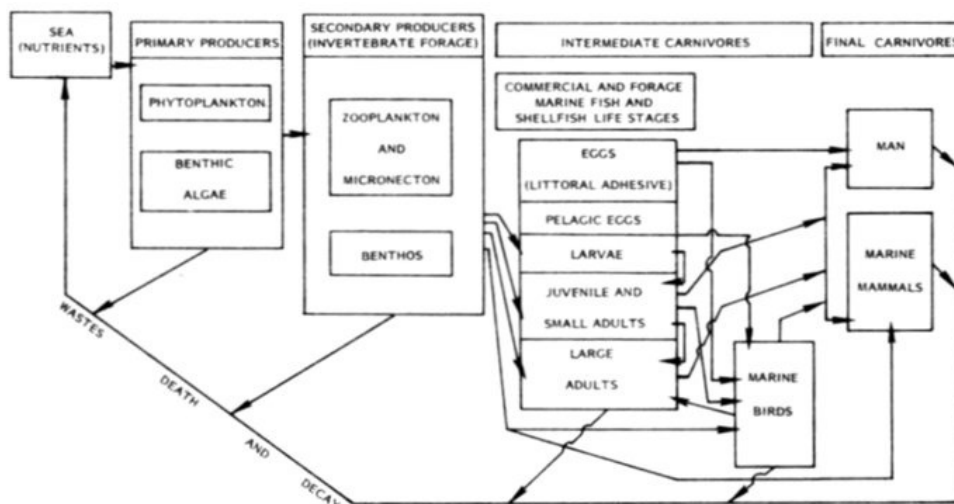 SEA
(NUTRIENTS)
PRIMARY PRODUCERS
PHYTOPLANKTON
BENTHIC
ALGAE
SECONDARY PRODUCERS
(INVERTEBRATE FORAGE)
ZOOPLANKTON
AND
MICRONECTON
BENTHOS
INTERMEDIATE CARNIVORES
COMMERCIAL AND FORAGE
MARINE FISH AND
SHELLFISH LIFE STAGES
EGGS
(LITTORAL ADHESIVE)
PELAGIC EGGS
LARVAE
JUVENILE AND
SMALL ADULTS
LARGE
ADULTS
MARINE
BIRDS
FINAL CARNIVORES
MAN
MARINE
MAMMALS
WASTES
DEATH
AND
DECAY